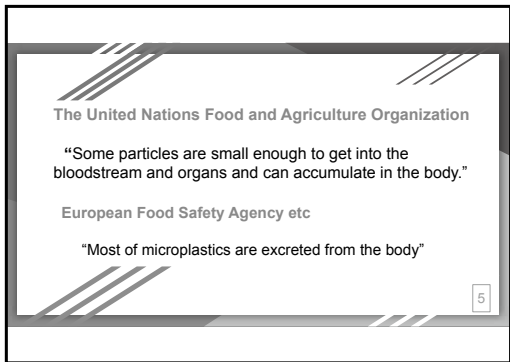 The United Nations Food and Agriculture Organization
“Some particles are small enough to get into the
bloodstream and organs and can accumulate in the body.”
European Food Safety Agency etc
“Most of microplastics are excreted from the body”
5